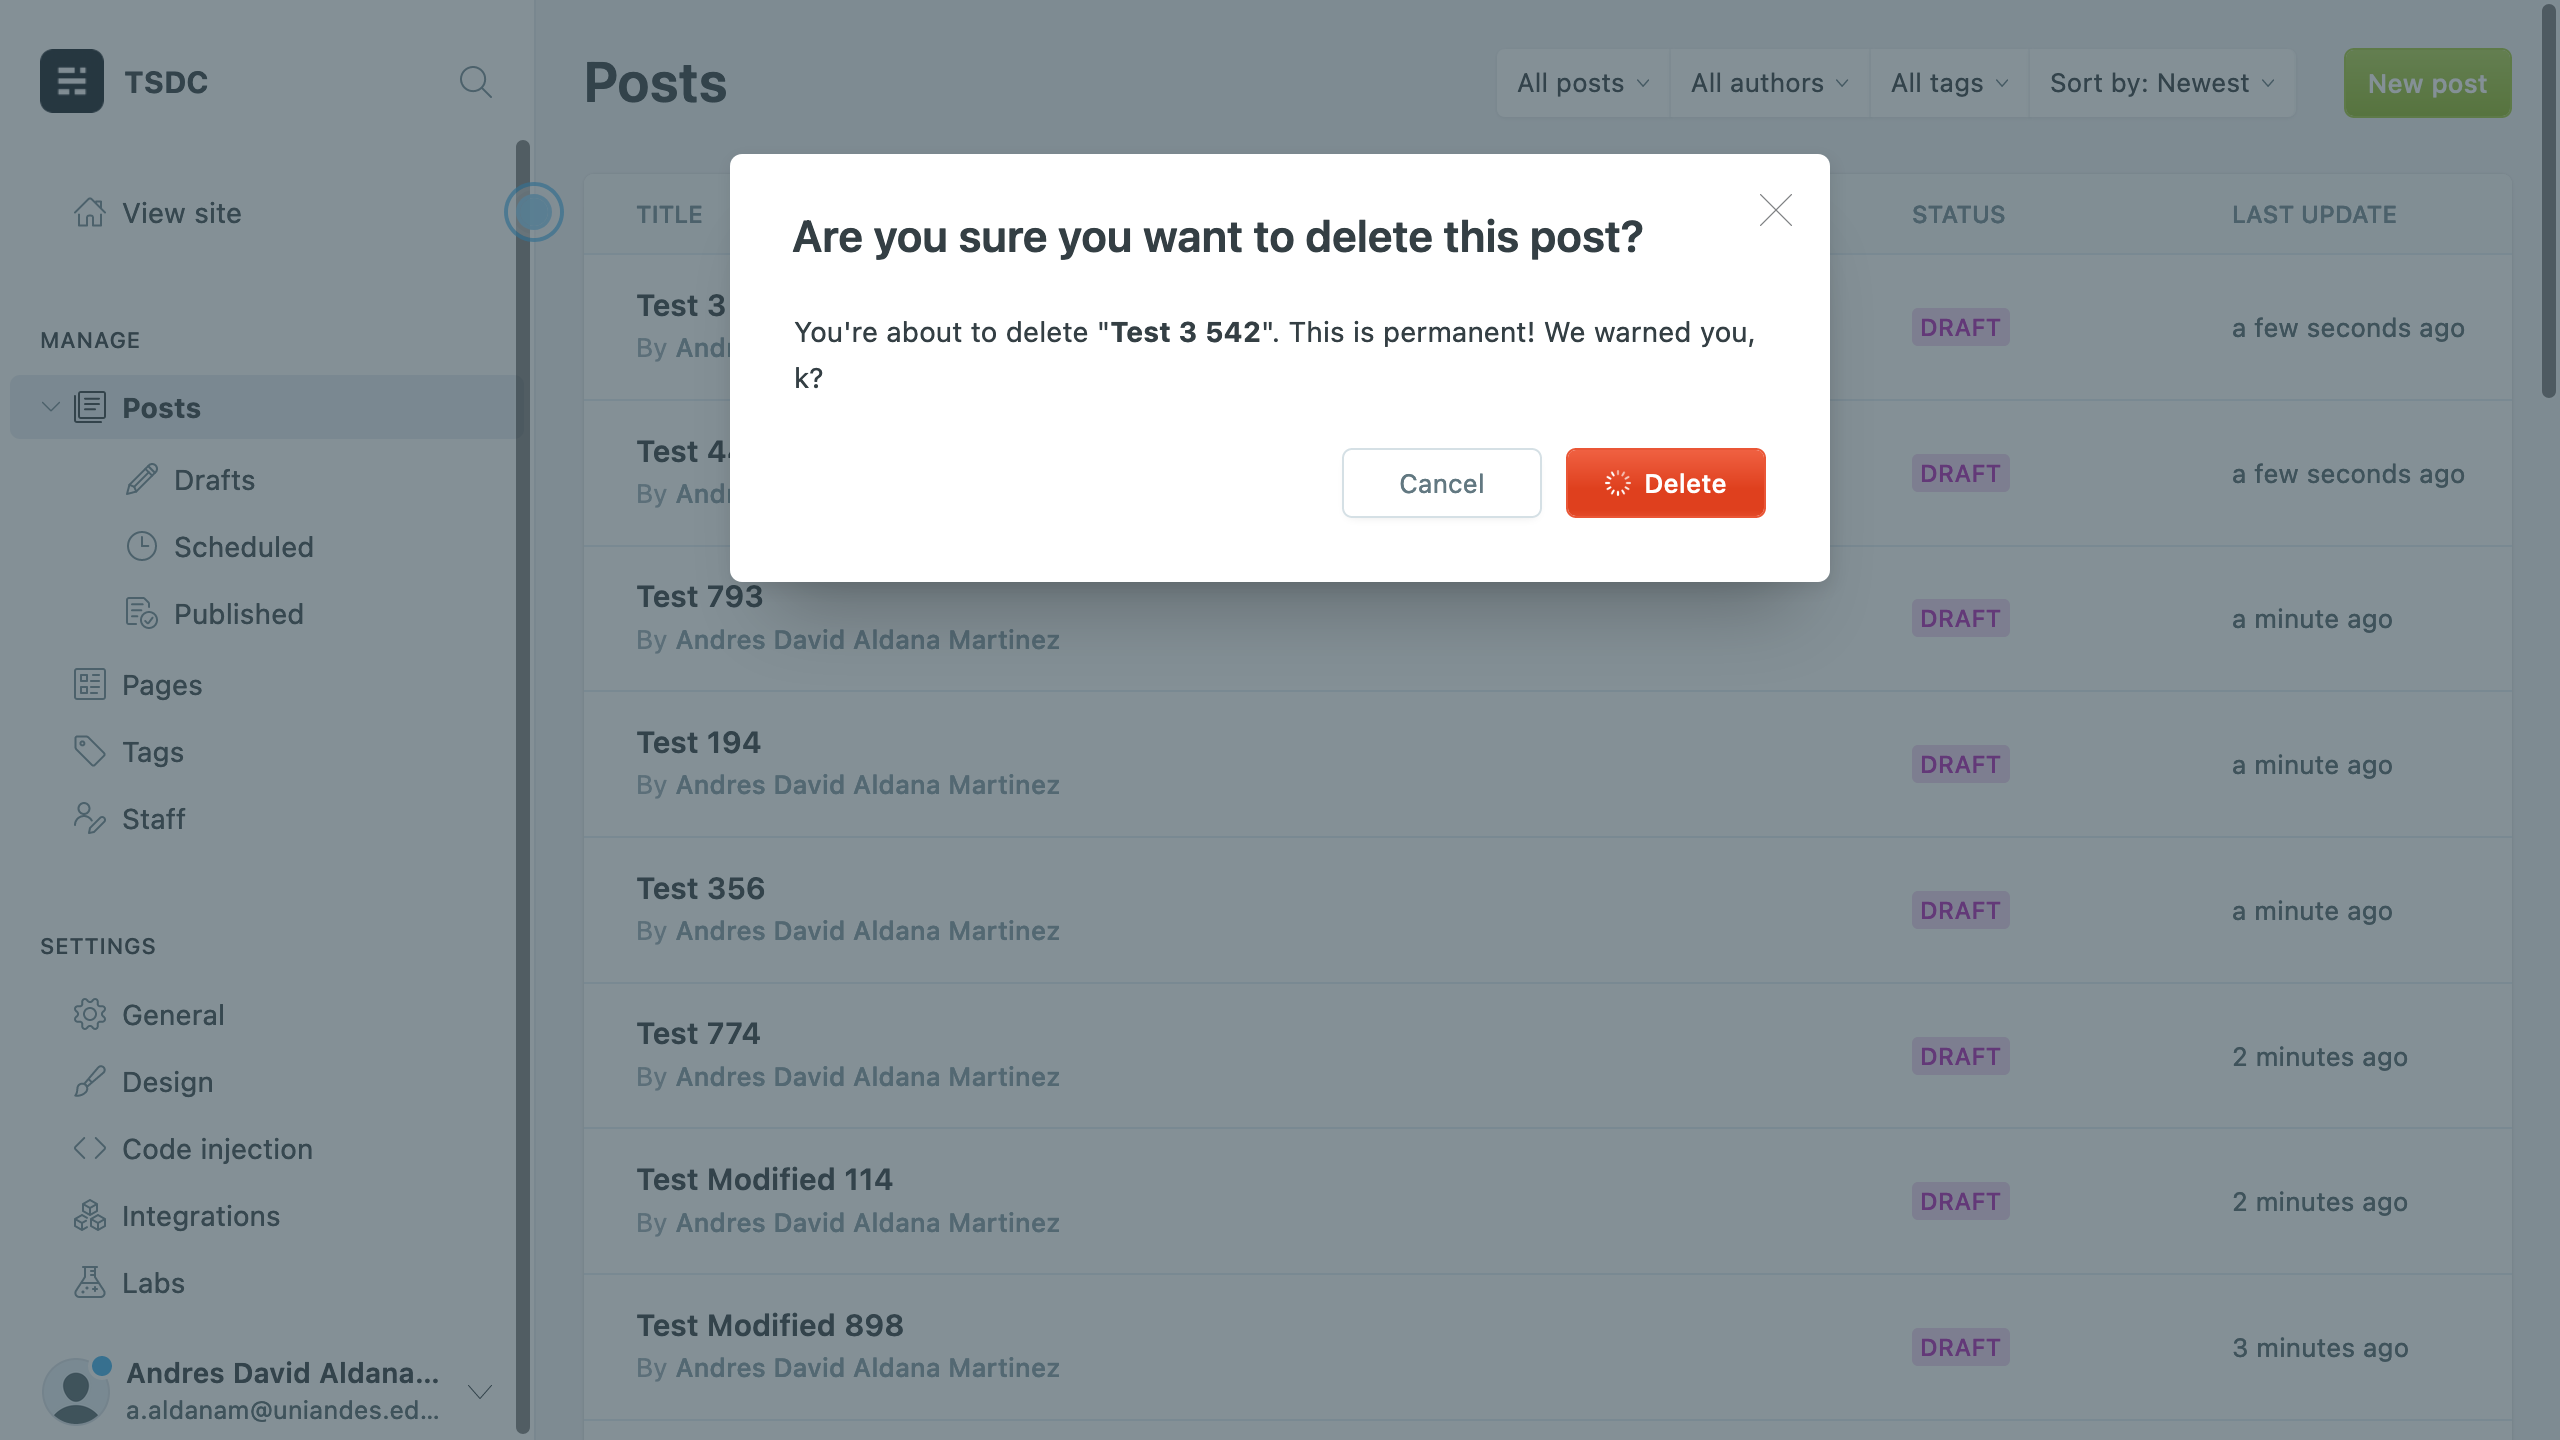 TSDC
View site
MANAGE
Posts
Drafts
Scheduled
Published
Pages
Tags
Staff
SETTINGS
General
Design
Code injection
Integrations
Labs
Andres David Aldana...
a.aldanam@uniandes.ed...
Posts
All posts
All authors
All tags
Sort by: Newest
New post
TITLE
STATUS
LAST UPDATE
Are you sure you want to delete this post?
You're about to delete "Test 3 542". This is permanent! We warned you,
k?
Cancel
Delete
Test 3
By
DRAFT
a few seconds ago
Test
By
DRAFT
a few seconds ago
Test 793
By Andres David Aldana Martinez
DRAFT
a minute ago
Test 194
By Andres David Aldana Martinez
DRAFT
a minute ago
Test 356
By Andres David Aldana Martinez
DRAFT
a minute ago
Test 774
By Andres David Aldana Martinez
DRAFT
2 minutes ago
Test Modified 114
By Andres David Aldana Martinez
DRAFT
2 minutes ago
Test Modified 898
By Andres David Aldana Martinez
DRAFT
3 minutes ago